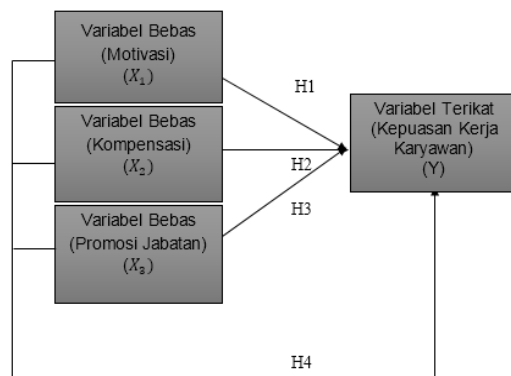 Variabel Bebas
(Motivasi)
(X₁)
H1
Variabel Bebas
(Kompensasi)
(X₂)
H2
Variabel Bebas
(Promosi Jabatan)
(X₃)
H3
Variabel Terikat
(Kepuasan Kerja
Karyawan)
(Y)
H4